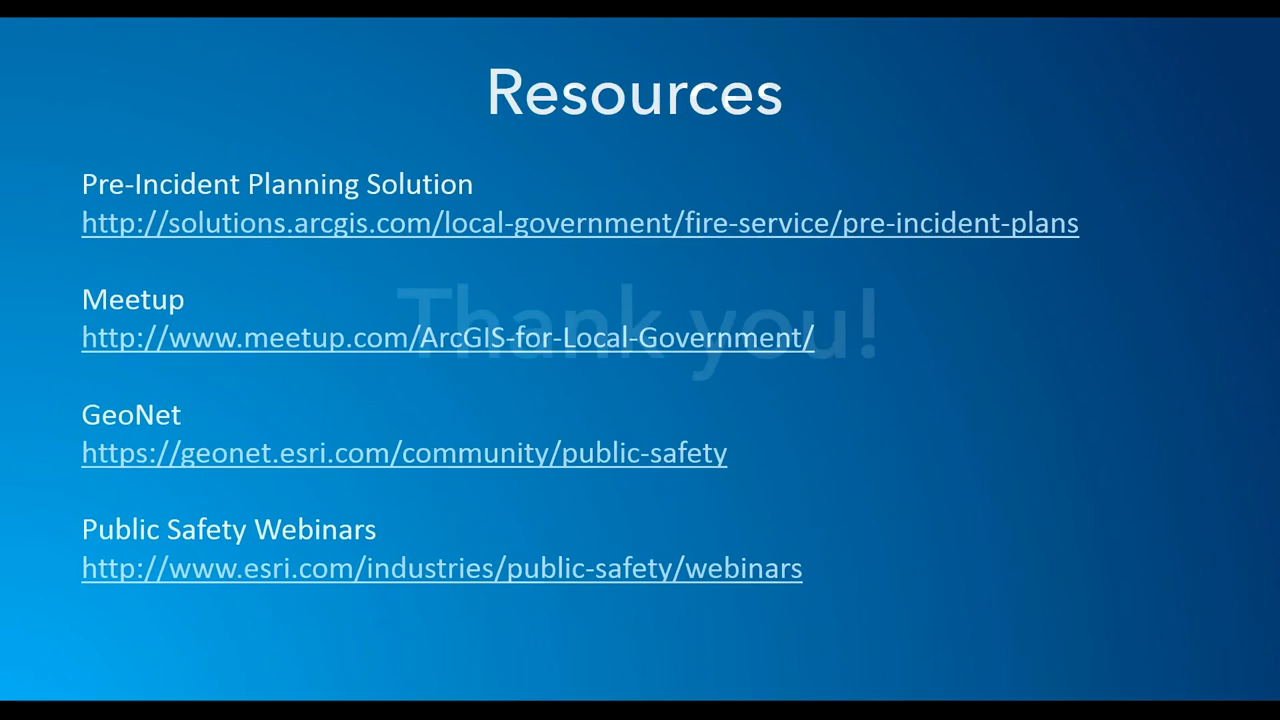 Resources
Pre-Incident Planning Solution
http://solutions.arcgis.com/local-government/fire-service/pre-incident-plans
Meetup
Thank you!
http://www.meetup.com/ArcGIS-for-Local-Government/
GeoNet
https://geonet.esri.com/community/public-safety
Public Safety Webinars
http://www.esri.com/industries/public-safety/webinars